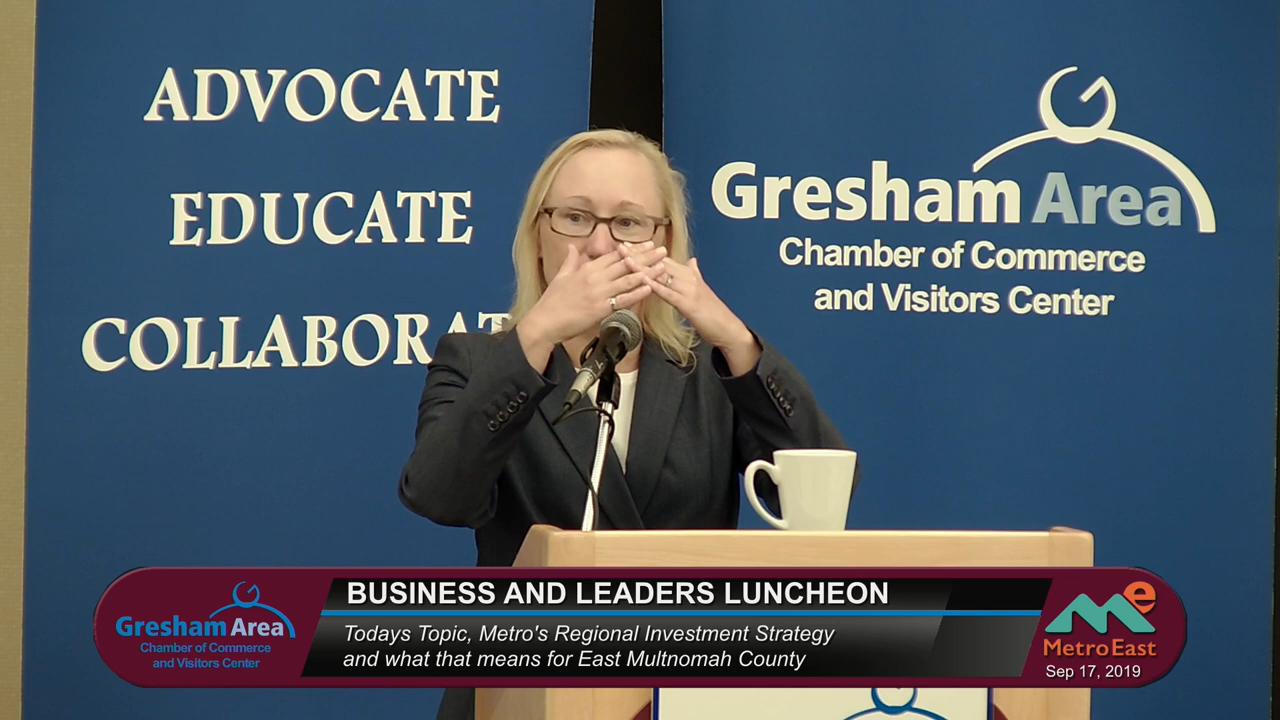 ADVOCATE
EDUCATE
COLLABORAT
Gresham Area
Chamber of Commerce
and Visitors Center
BUSINESS AND LEADERS LUNCHEON
Todays Topic, Metro's Regional Investment Strategy
and what that means for East Multnomah County
Gresham Area
Chamber of Commerce
and Visitors Center
Me
MetroEast
Sep 17, 2019